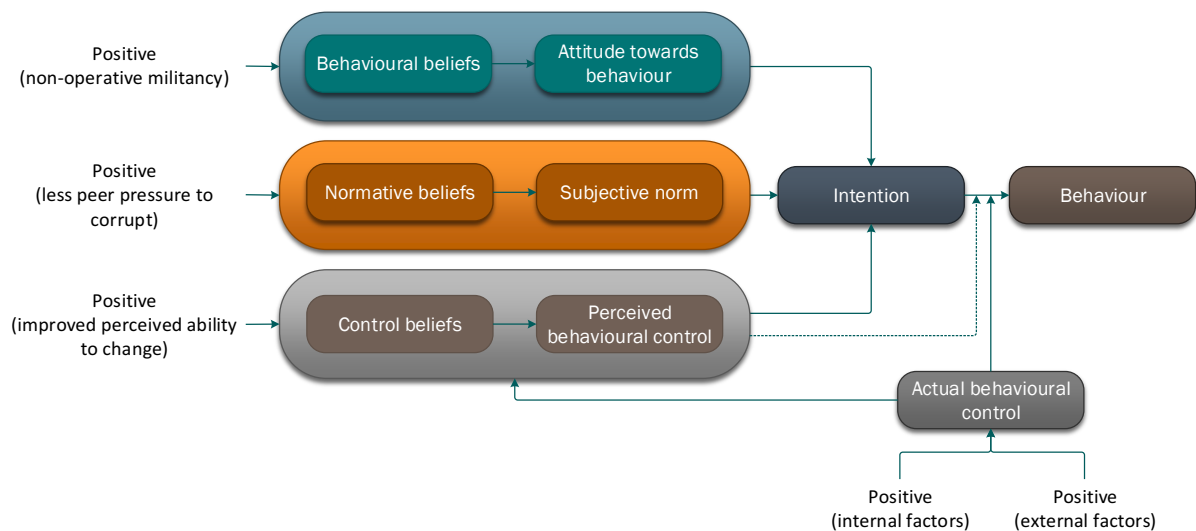 Positive
(non-operative militancy)
Behavioural beliefs
Attitude towards
behaviour
Positive
(less peer pressure to
corrupt)
Normative beliefs
Subjective norm
Intention
Behaviour
Positive
(improved perceived ability
to change)
Control beliefs
Perceived
behavioural control
Actual behavioural
control
Positive
(internal factors)
Positive
(external factors)